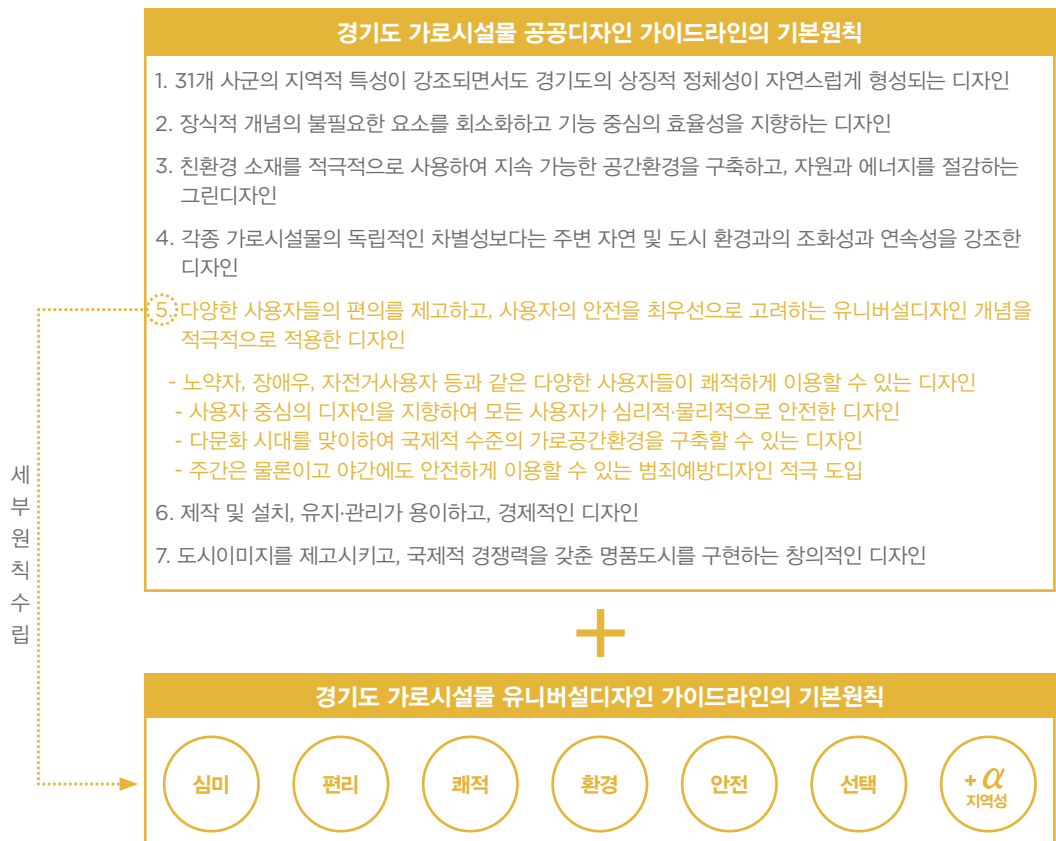 경기도 가로시설물 공공디자인 가이드라인의 기본원칙
1. 31개 사군의 지역적 특성이 강조되면서도 경기도의 상징적 정체성이 자연스럽게 형성되는 디자인
2. 장식적 개념의 불필요한 요소를 회소화하고 기능 중심의 효율성을 지향하는 디자인
3. 친환경 소재를 적극적으로 사용하여 지속 가능한 공간환경을 구축하고, 자원과 에너지를 절감하는
그린디자인
4. 각종 가로시설물의 독립적인 차별성보다는 주변 자연 및 도시 환경과의 조화성과 연속성을 강조한
디자인
5. 다양한 사용자들의 편의를 제고하고, 사용자의 안전을 최우선으로 고려하는 유니버설디자인 개념을
적극적으로 적용한 디자인
- 노약자, 장애우, 자전거사용자 등과 같은 다양한 사용자들이 쾌적하게 이용할 수 있는 디자인
- 사용자 중심의 디자인을 지향하여 모든 사용자가 심리적·물리적으로 안전한 디자인
- 다문화 시대를 맞이하여 국제적 수준의 가로공간환경을 구축할 수 있는 디자인
- 주간은 물론이고 야간에도 안전하게 이용할 수 있는 범죄예방디자인 적극 도입
6. 제작 및 설치, 유지·관리가 용이하고, 경제적인 디자인
7. 도시이미지를 제고시키고, 국제적 경쟁력을 갖춘 명품도시를 구현하는 창의적인 디자인
세부원칙수립
+
경기도 가로시설물 유니버설디자인 가이드라인의 기본원칙
심미
편리
쾌적
환경
안전
선택
+ α
지역성